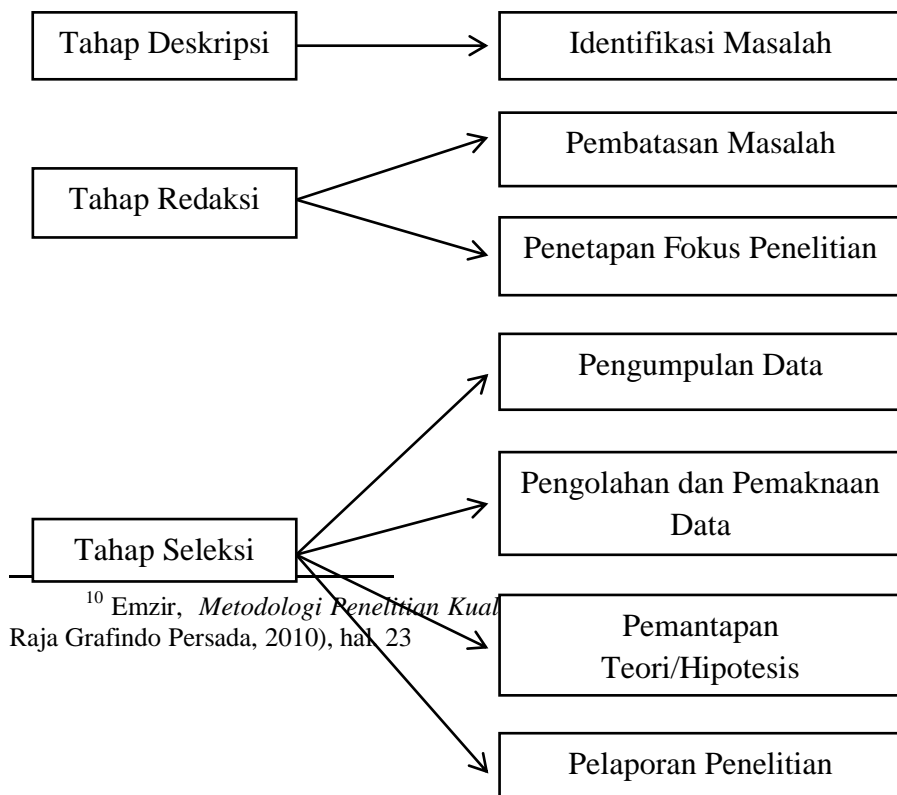 Tahap Deskripsi
Identifikasi Masalah
Tahap Redaksi
Pembatasan Masalah
Penetapan Fokus Penelitian
Tahap Seleksi
Pengumpulan Data
Pengolahan dan Pemaknaan
Data
Pemantapan
Teori/Hipotesis
Pelaporan Penelitian
10 Emzir, Metodologi Penelitian
Raja Grafindo Persada, 2010), hal. 23